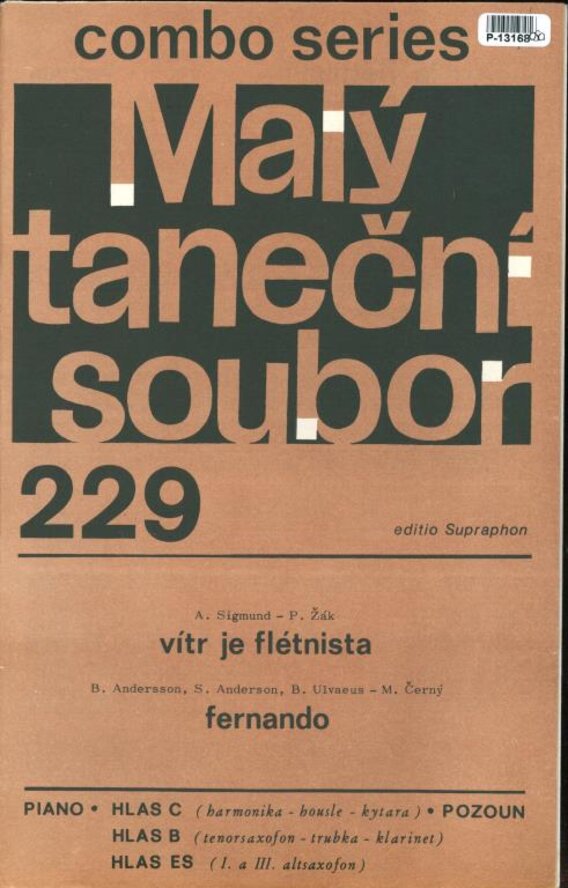 combo series
P-13168
Malý
taneční
soubor
229
editio Supraphon
A. Sigmund - P. Žák
vítr je flétnista
B. Andersson, S. Anderson, B. Ulvaeus - M. Černý
fernando
PIANO • HLAS C ( harmonika - housle - kytara ) • POZOUN
HLAS B ( tenorsaxofon - trubka - klarinet )
HLAS ES ( I. a III. altsaxofon )